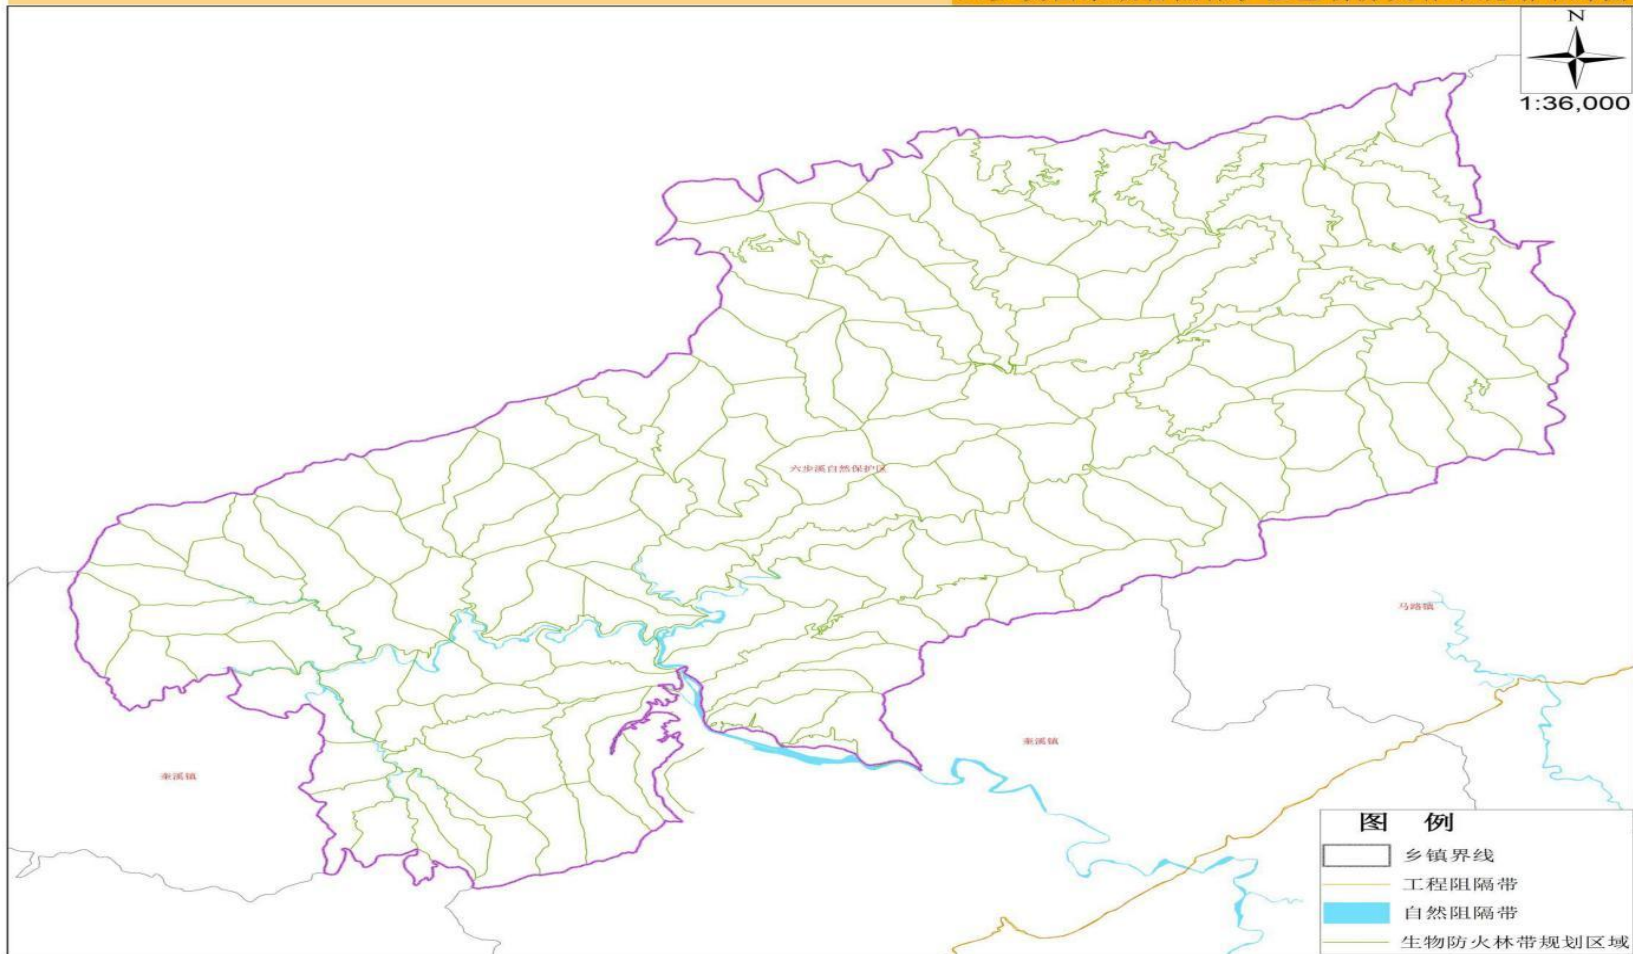 N
1:36,000
六步溪自然保护区
马路镇
奎溪镇
奎溪镇
图 例
乡镇界线
工程阻隔带
自然阻隔带
生物防火林带规划区域